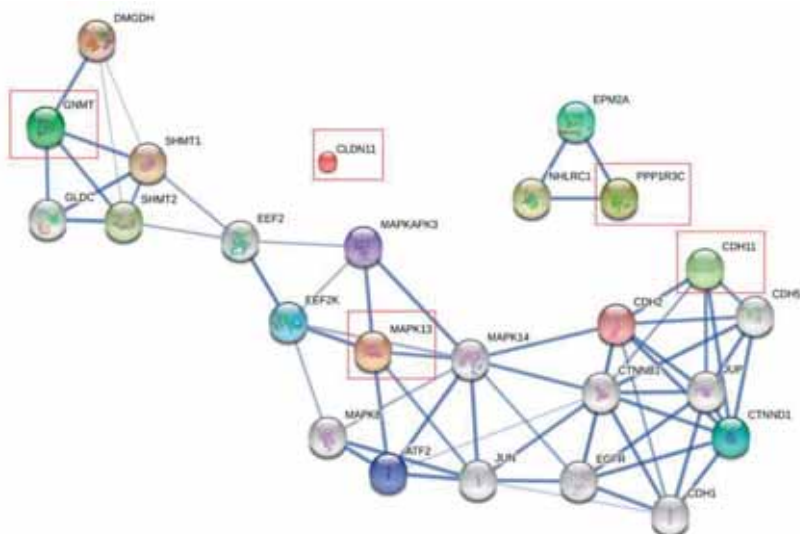 DMGDH
GNMT
EPM2A
SHMT1
CLDN11
NHLRC1
PPP1R3C
GLDC
SHMT2
EEF2
MAPKAPK3
CDH11
EEF2K
CDH2
CDH5
MAPK13
MAPK14
CTNNB1
JUP
MAPK8
CTNND1
ATF2
JUN
EGFR
CDH1